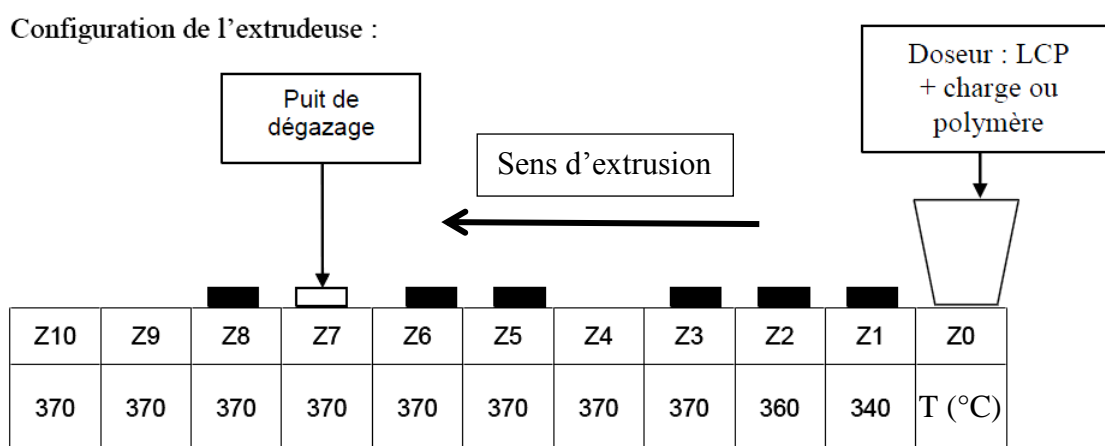 Configuration de l'extrudeuse :
Doseur : LCP
+ charge ou
polymère
Puit de
dégazage
Sens d'extrusion
Z10 Z9 Z8 Z7 Z6 Z5 Z4 Z3 Z2 Z1 Z0
370 370 370 370 370 370 370 370 360 340 T (°C)